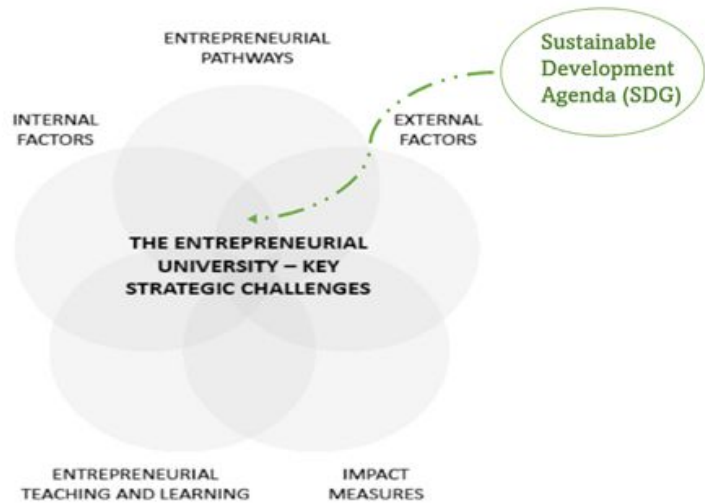 ENTREPRENEURIAL
PATHWAYS
Sustainable
Development
Agenda (SDG)
INTERNAL
FACTORS
EXTERNAL
FACTORS
THE ENTREPRENEURIAL
UNIVERSITY – KEY
STRATEGIC CHALLENGES
ENTREPRENEURIAL
TEACHING AND LEARNING
IMPACT
MEASURES